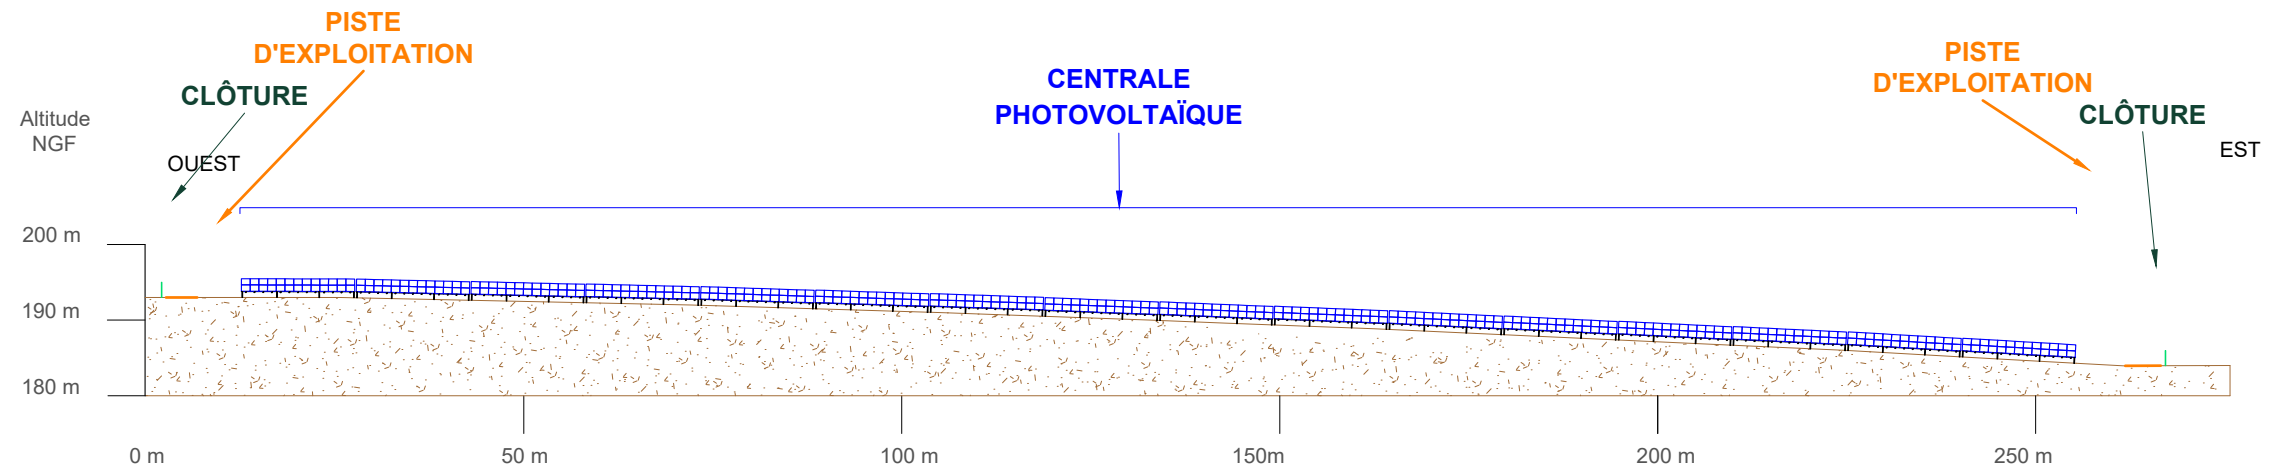 PISTE
D'EXPLOITATION
CLÔTURE
Altitude
NGF
OUEST
CENTRALE
PHOTOVOLTAÏQUE
PISTE
D'EXPLOITATION
CLÔTURE
EST
200 m
190 m
180 m
0 m
50 m
100 m
150m
200 m
250 m